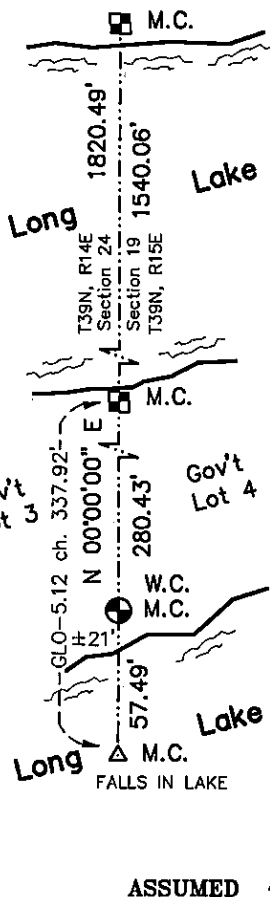 M.C.
1820.49'
1540.06'
Long Lake
T39N, R14E
Section 24
Section 19
T39N, R15E
M.C.
GLO-5.12 ch. 337.92'
N 00°00'00" E
280.43'
Gov't
Lot 4
3
W.C.
M.C.
±21'
57.49'
Long Lake
M.C.
FALLS IN LAKE
ASSUMED